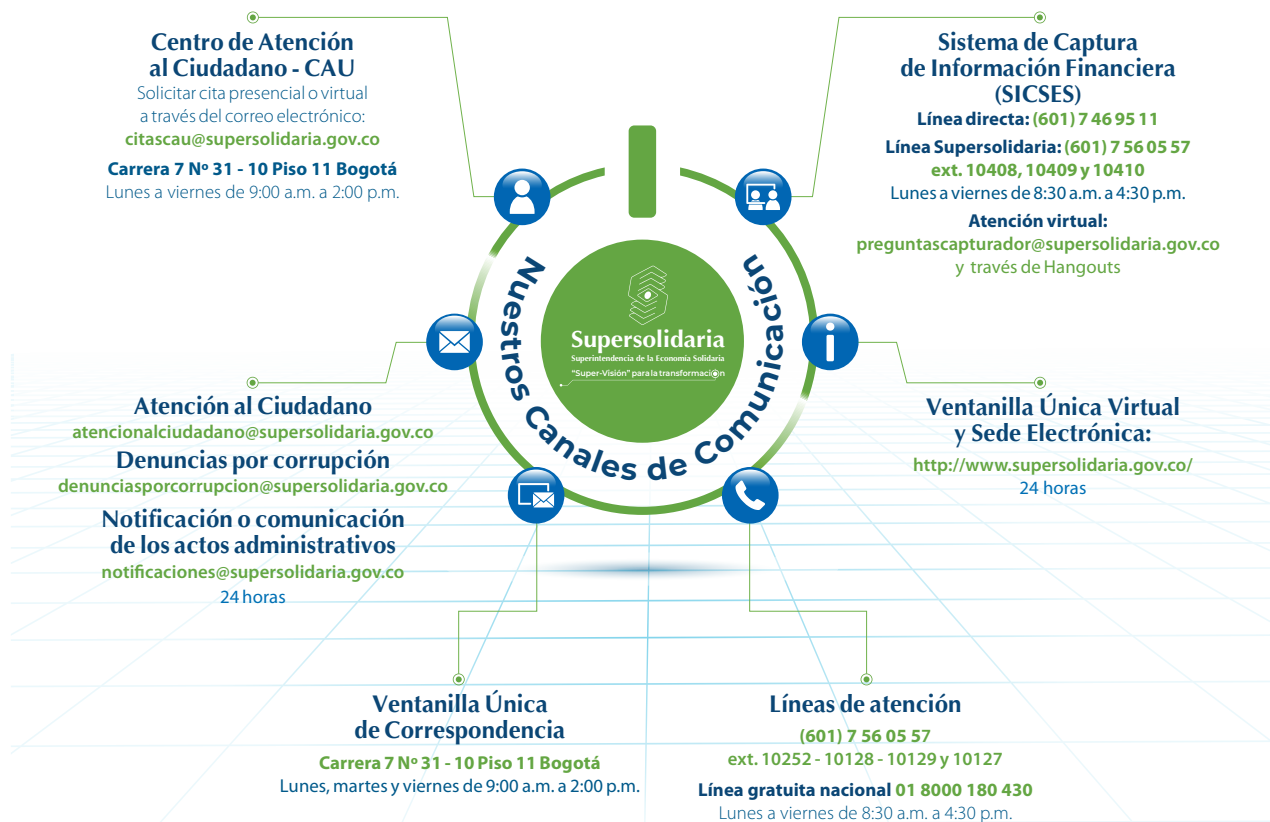 Centro de Atención
al Ciudadano - CAU
Solicitar cita presencial o virtual
a través del correo electrónico:
citascau@supersolidaria.gov.co
Carrera 7 Nº 31 - 10 Piso 11 Bogotá
Lunes a viernes de 9:00 a.m. a 2:00 p.m.
Sistema de Captura
de Información Financiera
(SICSES)
Línea directa: (601) 7 46 95 11
Línea Supersolidaria: (601) 7 56 05 57
ext. 10408, 10409 y 10410
Lunes a viernes de 8:30 a.m. a 4:30 p.m.
Atención virtual:
preguntascapturador@supersolidaria.gov.co
y través de Hangouts
Nuestros Canales de Comunicación
Supersolidaria
Superintendencia de la Economía Solidaria
"Super-Visión" para la transformación
Atención al Ciudadano
atencionalciudadano@supersolidaria.gov.co
Denuncias por corrupción
denunciasporcorrupcion@supersolidaria.gov.co
Notificación o comunicación
de los actos administrativos
notificaciones@supersolidaria.gov.co
24 horas
Ventanilla Única Virtual
y Sede Electrónica:
http://www.supersolidaria.gov.co/
24 horas
Ventanilla Única
de Correspondencia
Carrera 7 Nº 31 - 10 Piso 11 Bogotá
Lunes, martes y viernes de 9:00 a.m. a 2:00 p.m.
Líneas de atención
(601) 7 56 05 57
ext. 10252 - 10128 - 10129 y 10127
Línea gratuita nacional 01 8000 180 430
Lunes a viernes de 8:30 a.m. a 4:30 p.m.